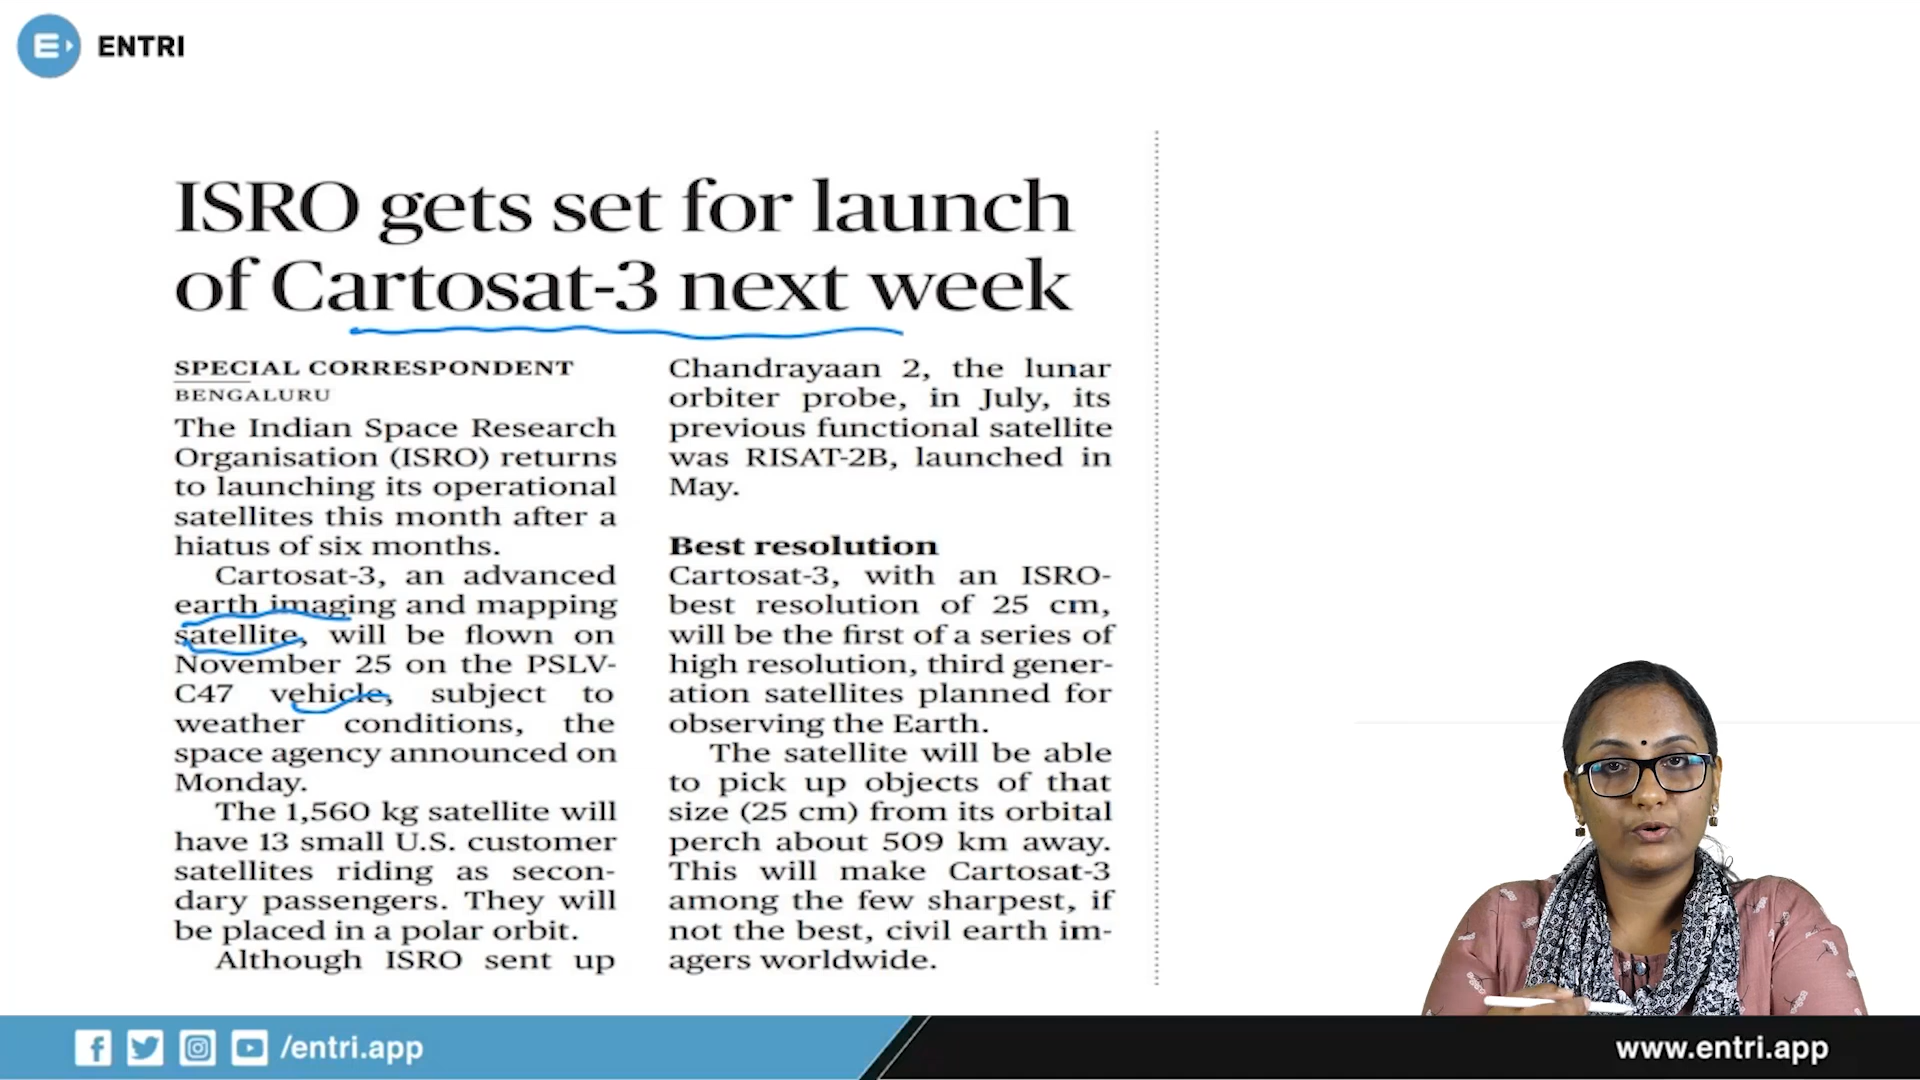 ENTRI
ISRO gets set for launch
of Cartosat-3 next week
SPECIAL CORRESPONDENT
BENGALURU
The Indian Space Research
Organisation (ISRO) returns
to launching its operational
satellites this month after a
hiatus of six months.
Cartosat-3, an advanced
earth imaging and mapping
satellite, will be flown on
November 25 on the PSLV-
C47 vehicle, subject to
weather conditions, the
space agency announced on
Monday.
The 1,560 kg satellite will
have 13 small U.S. customer
satellites riding as secon-
dary passengers. They will
be placed in a polar orbit.
Although ISRO sent up
Chandrayaan 2, the lunar
orbiter probe, in July, its
previous functional satellite
was RISAT-2B, launched in
May.
Best resolution
Cartosat-3, with an ISRO-
best resolution of 25 cm,
will be the first of a series of
high resolution, third gener-
ation satellites planned for
observing the Earth.
The satellite will be able
to pick up objects of that
size (25 cm) from its orbital
perch about 509 km away.
This will make Cartosat-3
among the few sharpest, if
not the best, civil earth im-
agers worldwide.
/entri.app
www.entri.app